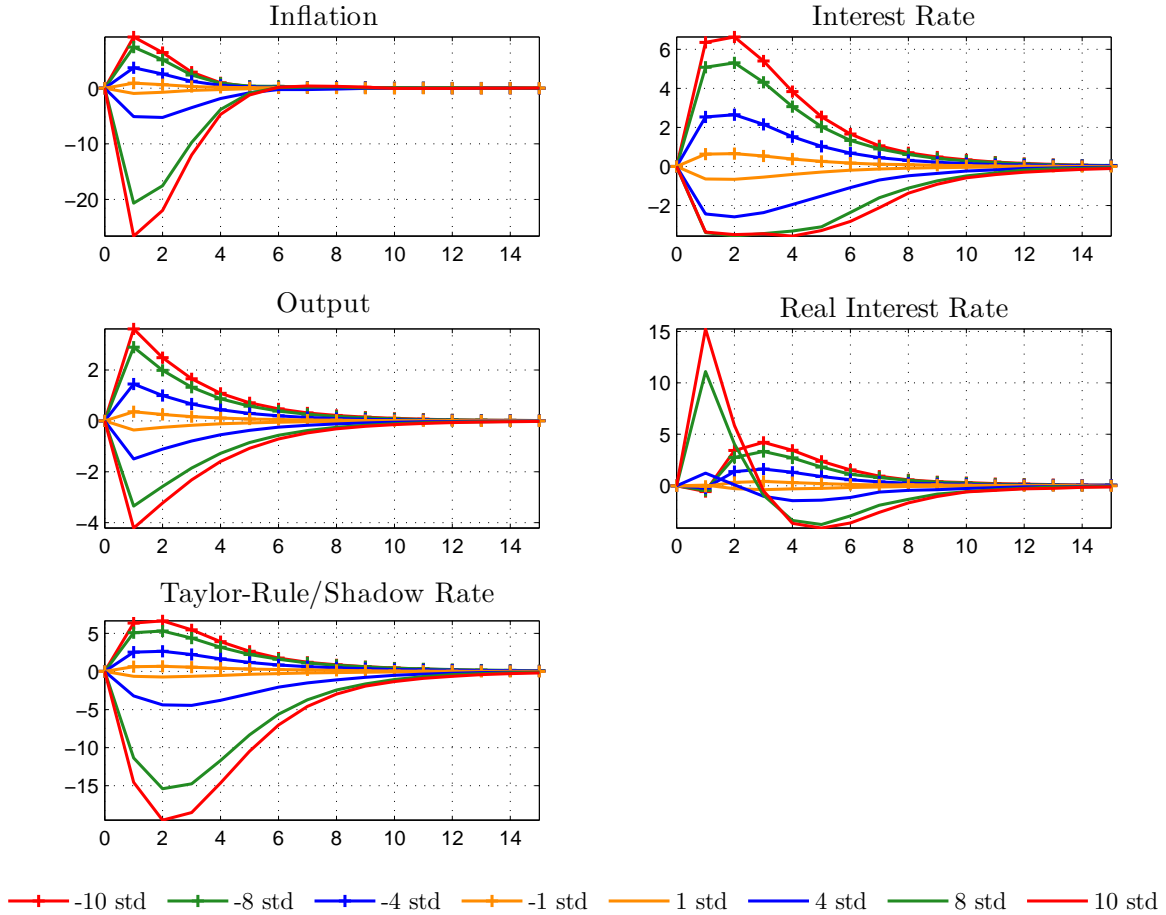 Inflation
0
−10
−20
0 2 4 6 8 10 12 14
Interest Rate
6
4
2
0
−2
0 2 4 6 8 10 12 14
Output
2
0
−2
−4
0 2 4 6 8 10 12 14
Real Interest Rate
15
10
5
0
0 2 4 6 8 10 12 14
Taylor-Rule/Shadow Rate
5
0
−5
−10
−15
0 2 4 6 8 10 12 14
-10 std -8 std -4 std -1 std 1 std 4 std 8 std 10 std